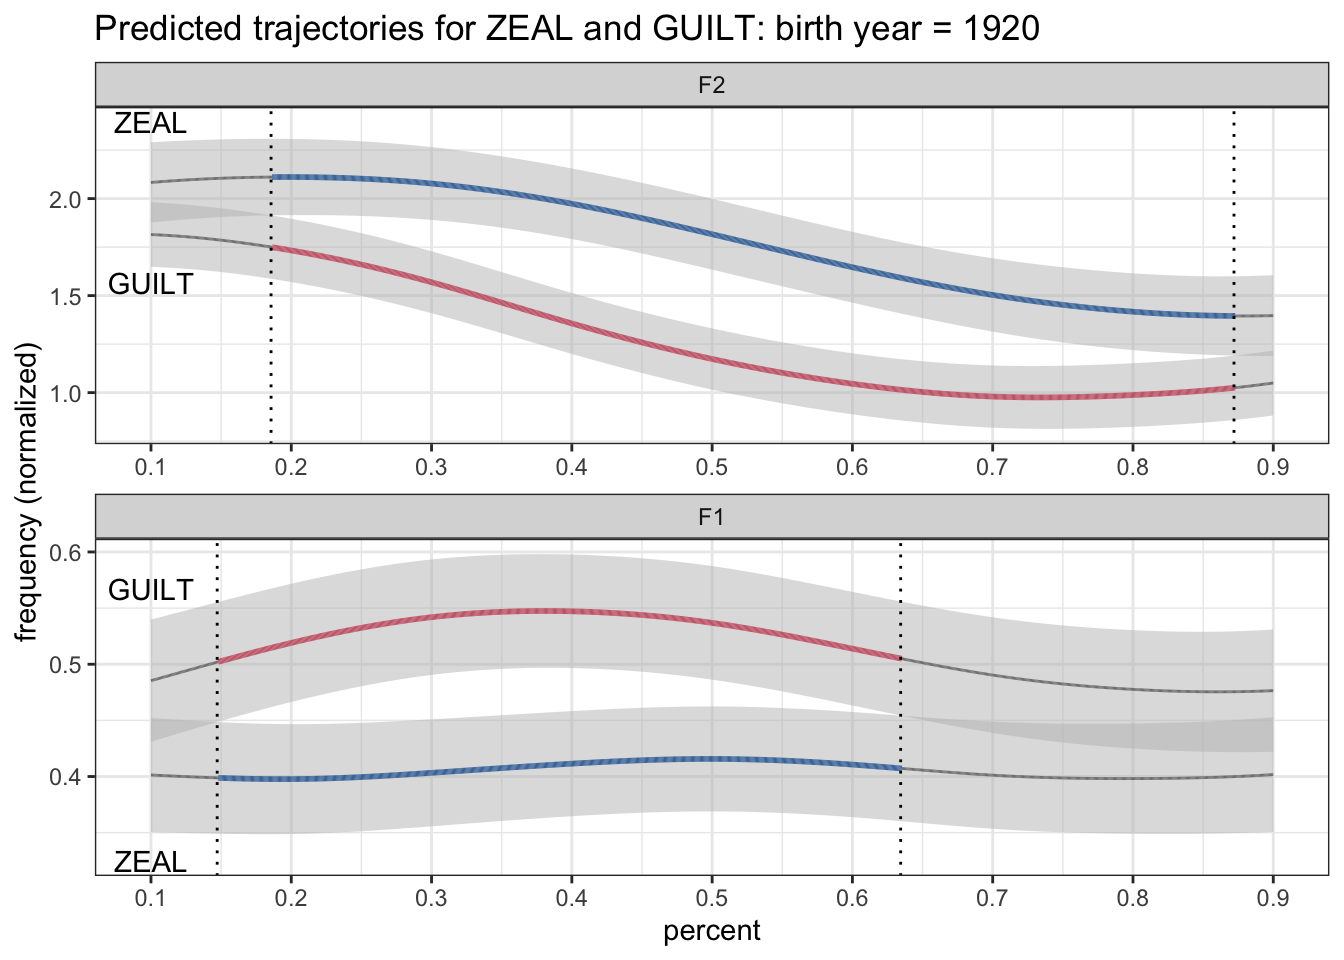 Predicted trajectories for ZEAL and GUILT: birth year = 1920
F2
ZEAL
GUILT
2.0
1.5
1.0
0.1 0.2 0.3 0.4 0.5 0.6 0.7 0.8 0.9
frequency (normalized)
F1
GUILT
ZEAL
0.6
0.5
0.4
0.1 0.2 0.3 0.4 0.5 0.6 0.7 0.8 0.9
percent